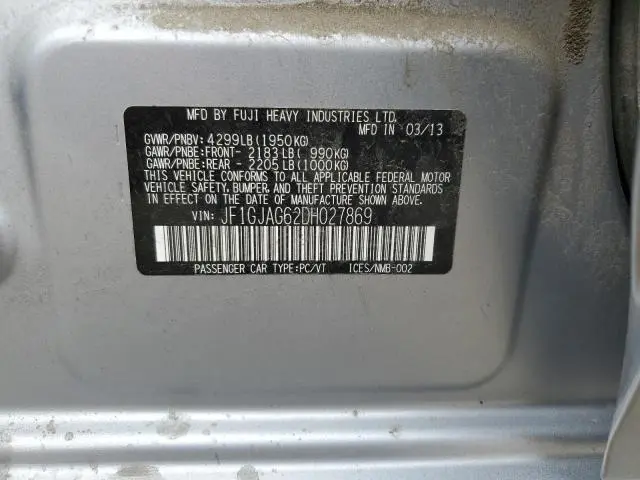 MFD BY FUJI HEAVY INDUSTRIES LTD.
MFD IN 03/13
GVWR/PNBV: 4299LB(1950KG)
GAWR/PNBE:FRONT- 2183LB( 990KG)
GAWR/PNBE:REAR - 2205LB(1000KG)
THIS VEHICLE CONFORMS TO ALL APPLICABLE FEDERAL MOTOR
VEHICLE SAFETY, BUMPER, AND THEFT PREVENTION STANDARDS
IN EFFECT ON THE DATE OF MANUFACTURE SHOWN ABOVE.
VIN: JF1GJAG62DH027869
PASSENGER CAR TYPE:PC/VT ICES/NMB-002